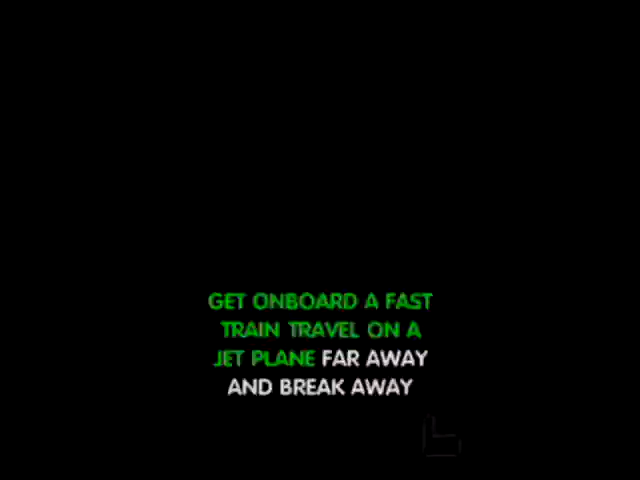 GET ONBOARD A FAST
TRAIN TRAVEL ON A
JET PLANE FAR AWAY
AND BREAK AWAY